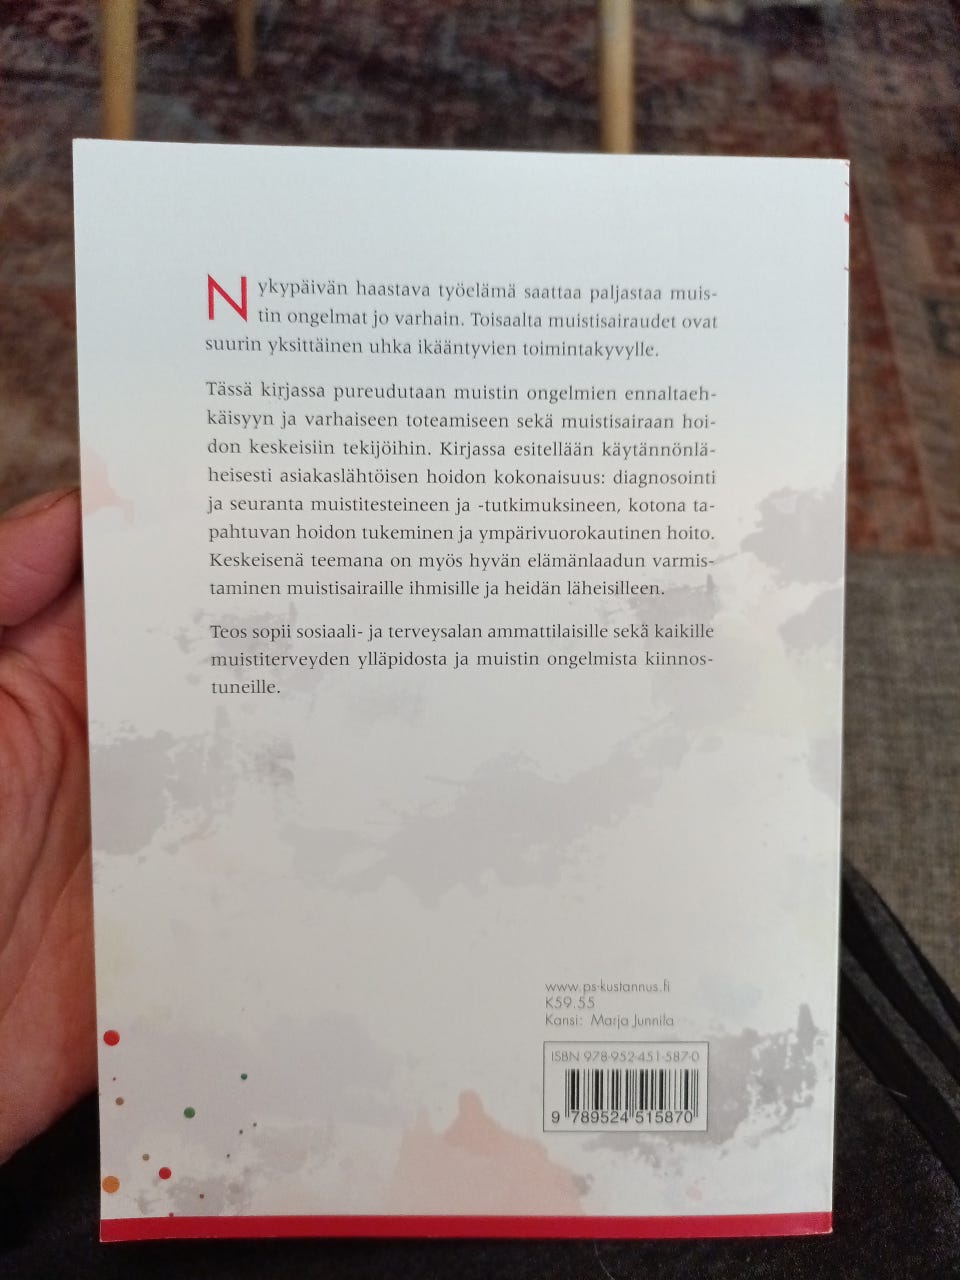 Nykypäivän haastava työelämä saattaa paljastaa muis-
tin ongelmat jo varhain. Toisaalta muistisairaudet ovat
suurin yksittäinen uhka ikääntyvien toimintakyvylle.
Tässä kirjassa pureudutaan muistin ongelmien ennaltaeh-
käisyyn ja varhaiseen toteamiseen sekä muistisairaan hoi-
don keskeisiin tekijöihin. Kirjassa esitellään käytännönlä-
heisesti asiakaslähtöisen hoidon kokonaisuus: diagnosointi
ja seuranta muistitesteineen ja -tutkimuksineen, kotona ta-
pahtuvan hoidon tukeminen ja ympärivuorokautinen hoito.
Keskeisenä teemana on myös hyvän elämänlaadun varmis-
taminen muistisairaille ihmisille ja heidän läheisilleen.
Teos sopii sosiaali- ja terveysalan ammattilaisille sekä kaikille
muistiterveyden ylläpidosta ja muistin ongelmista kiinnos-
tuneille.
www.ps-kustannus.fi
K59.55
Kansi: Marja Junnila
ISBN 978-952-451-587-0
9 789524 515870